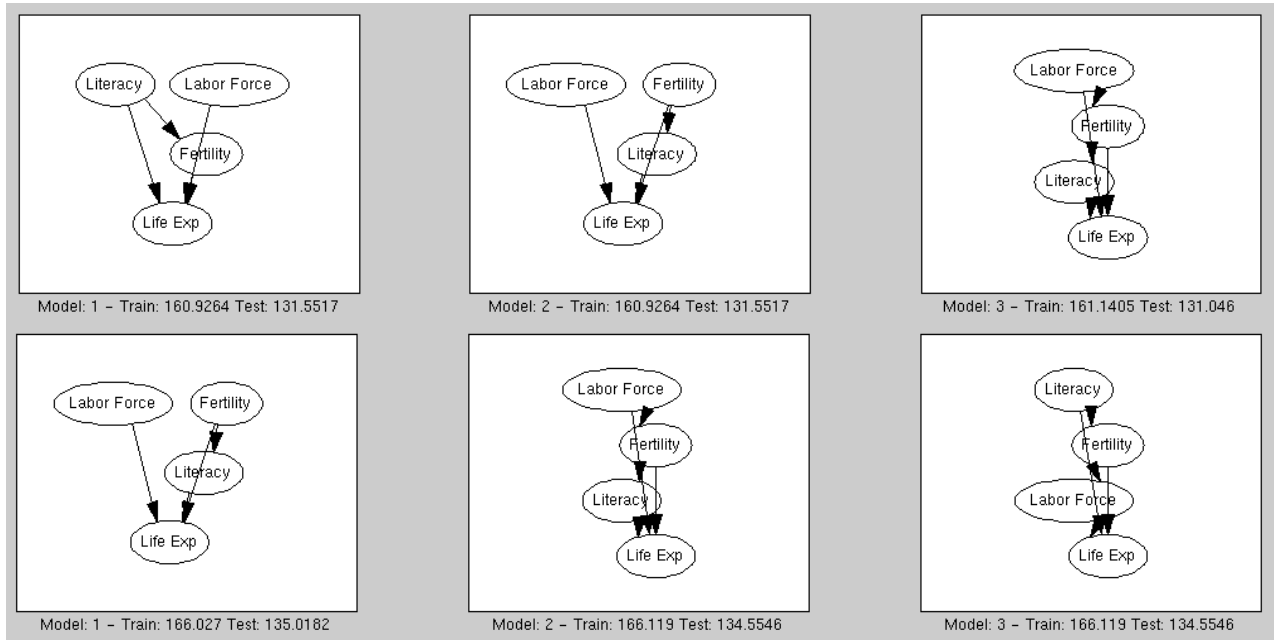 Literacy
Labor Force
Fertility
Life Exp
Model: 1 – Train: 160.9264 Test: 131.5517
Labor Force
Fertility
Literacy
Life Exp
Model: 2 – Train: 160.9264 Test: 131.5517
Labor Force
Fertility
Literacy
Life Exp
Model: 3 – Train: 161.1405 Test: 131.046
Labor Force
Fertility
Literacy
Life Exp
Model: 1 – Train: 166.027 Test: 135.0182
Labor Force
Fertility
Literacy
Life Exp
Model: 2 – Train: 166.119 Test: 134.5546
Literacy
Fertility
Labor Force
Life Exp
Model: 3 – Train: 166.119 Test: 134.5546